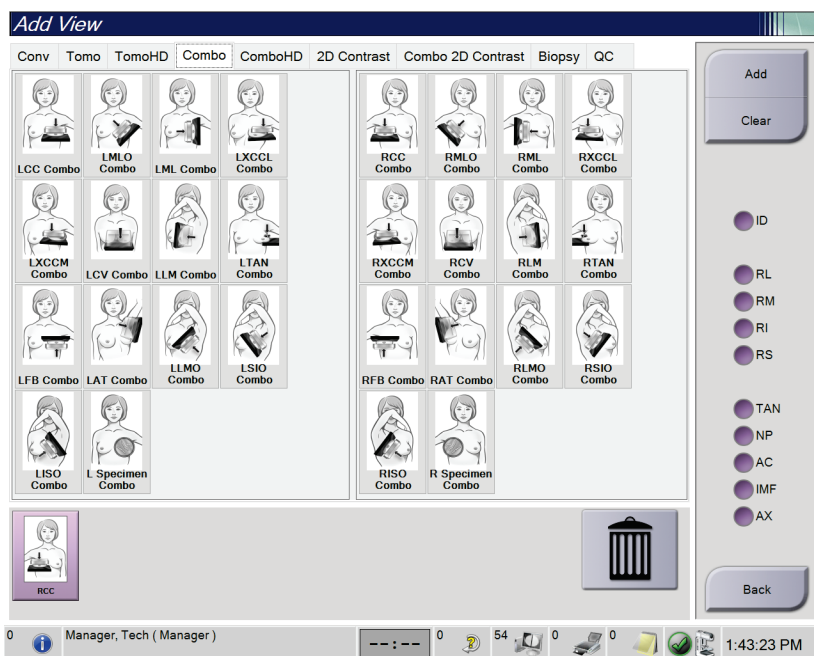 Add View
Conv Tomo TomoHD Combo ComboHD 2D Contrast Combo 2D Contrast Biopsy QC
LCC Combo
LMLO
Combo
LML Combo
LXCCL
Combo
RCC
Combo
RMLO
Combo
RML
Combo
RXCCL
Combo
LXCCM
Combo
LCV Combo
LLM Combo
LTAN
Combo
RXCCM
Combo
RCV
Combo
RLM
Combo
RTAN
Combo
LFB Combo
LAT Combo
LLMO
Combo
LSIO
Combo
RFB Combo
RAT Combo
RLMO
Combo
RSIO
Combo
LISO
Combo
L Specimen
Combo
RISO
Combo
R Specimen
Combo
RCC
Add
Clear
ID
RL
RM
RI
RS
TAN
NP
AC
IMF
AX
Back
0 Manager, Tech ( Manager ) --:-- 0 54 0 0 1:43:23 PM